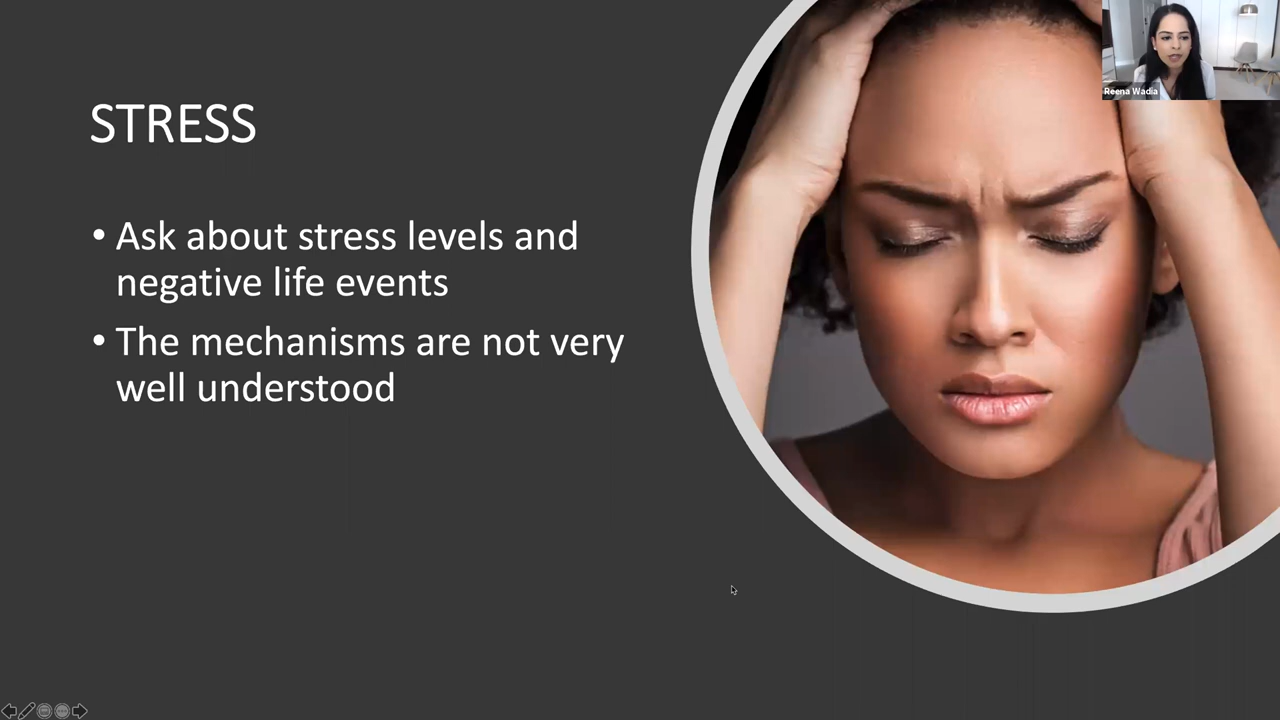 STRESS
• Ask about stress levels and
negative life events
• The mechanisms are not very
well understood
Reena Wadia